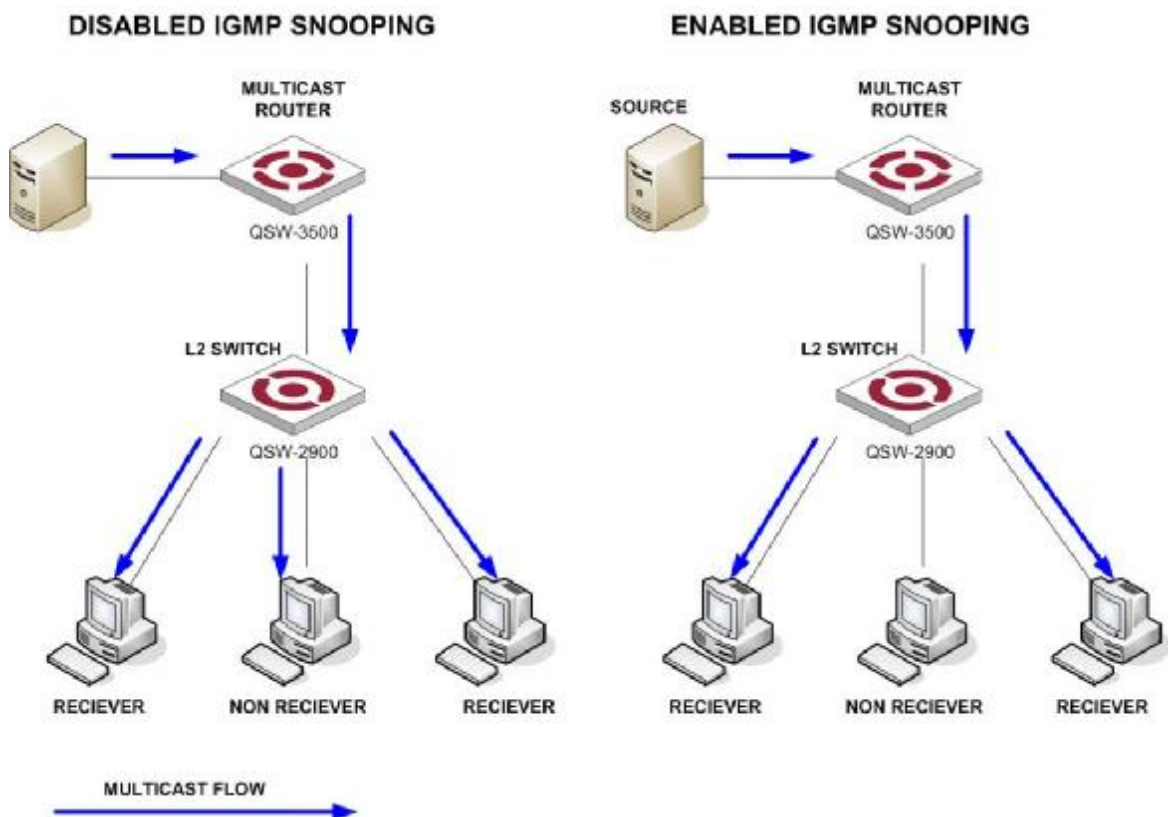 DISABLED IGMP SNOOPING
MULTICAST
ROUTER
QSW-3500
L2 SWITCH
QSW-2900
RECIEVER
NON RECIEVER
RECIEVER
MULTICAST FLOW
ENABLED IGMP SNOOPING
SOURCE
MULTICAST
ROUTER
QSW-3500
L2 SWITCH
QSW-2900
RECIEVER
NON RECIEVER
RECIEVER